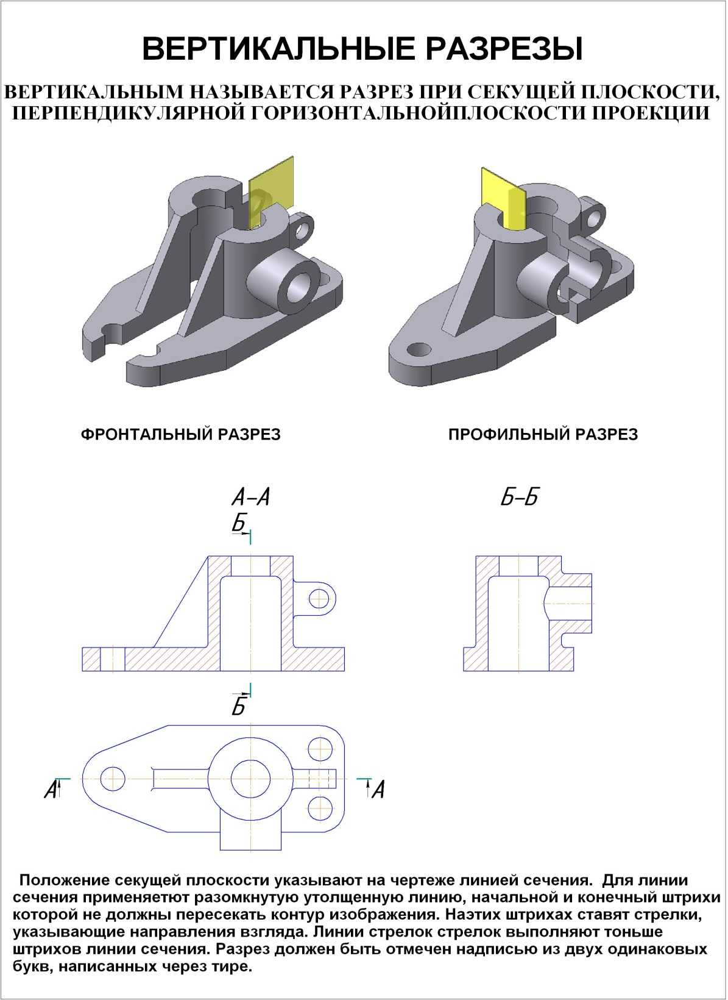 ВЕРТИКАЛЬНЫЕ РАЗРЕЗЫ
ВЕРТИКАЛЬНЫМ НАЗЫВАЕТСЯ РАЗРЕЗ ПРИ СЕКУЩЕЙ ПЛОСКОСТИ,
ПЕРПЕНДИКУЛЯРНОЙ ГОРИЗОНТАЛЬНОЙПЛОСКОСТИ ПРОЕКЦИИ
ФРОНТАЛЬНЫЙ РАЗРЕЗ
ПРОФИЛЬНЫЙ РАЗРЕЗ
А–А
Б–Б
Б
Б
А
А
Положение секущей плоскости указывают на чертеже линией сечения. Для линии
сечения применяетют разомкнутую утолщенную линию, начальной и конечный штрихи
которой не должны пересекать контур изображения. Наэтих штрихах ставят стрелки,
указывающие направления взгляда. Линии стрелок стрелок выполняют тоньше
штрихов линии сечения. Разрез должен быть отмечен надписью из двух одинаковых
букв, написанных через тире.